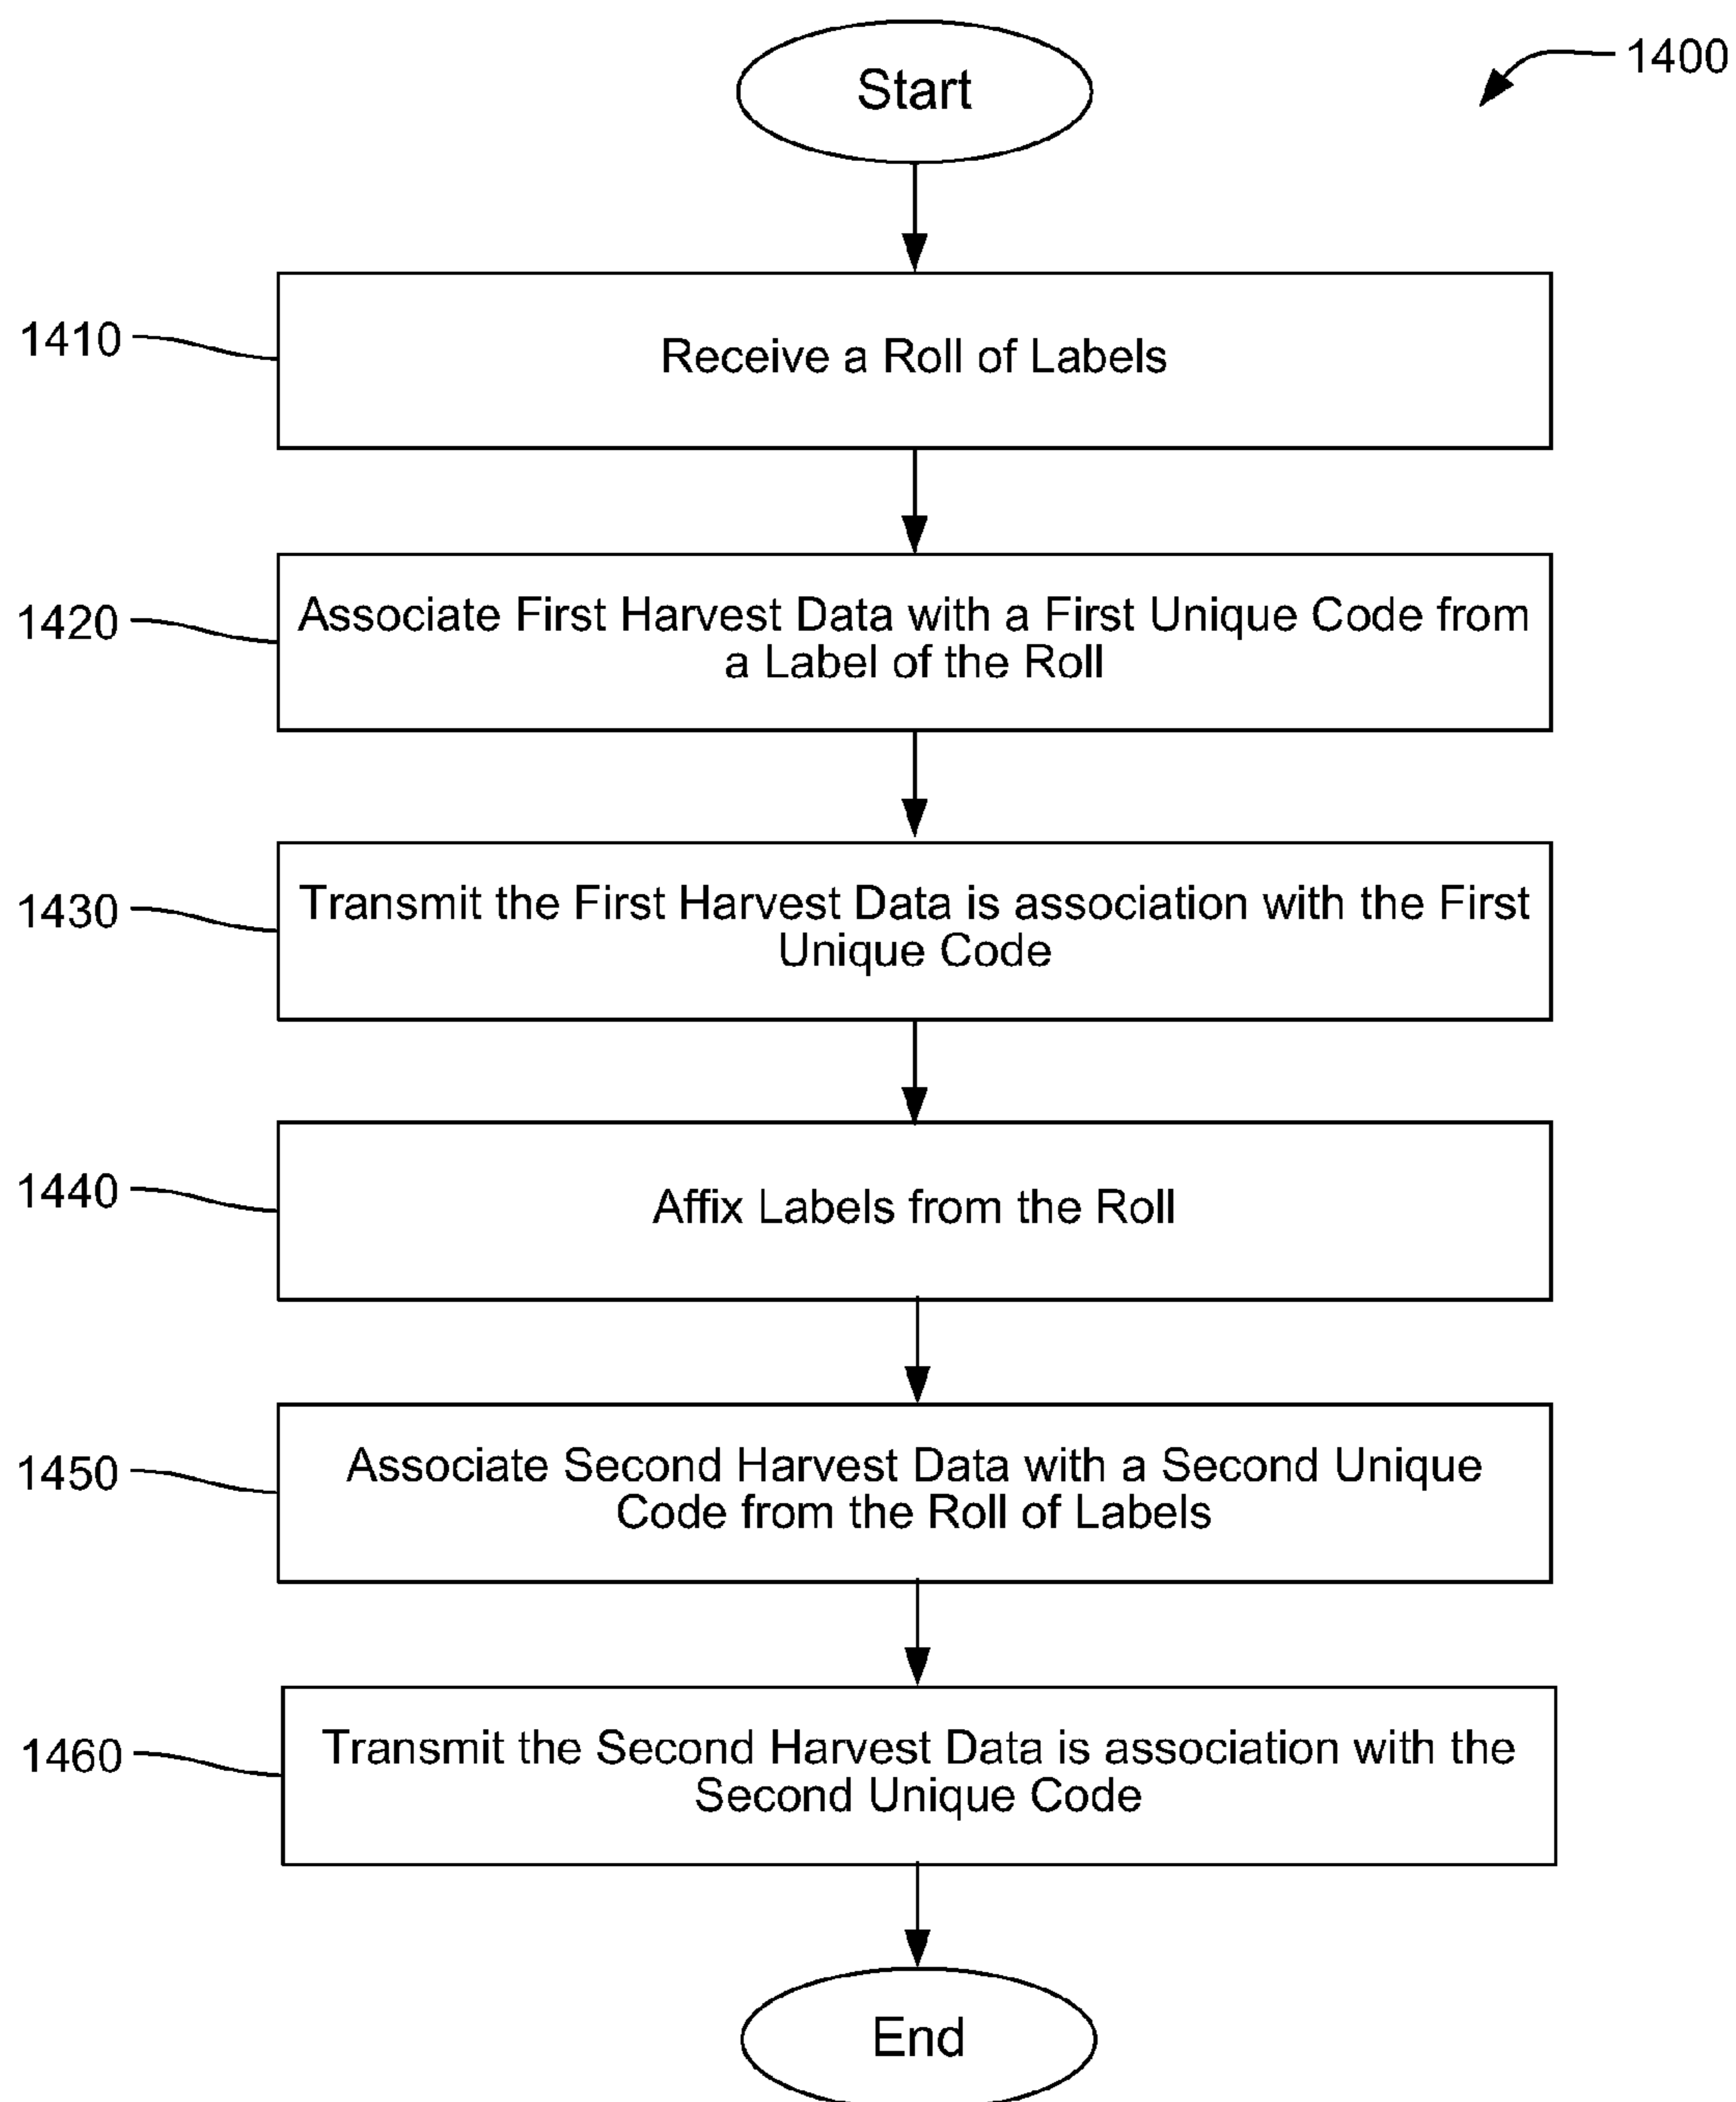 Start
1400
1410
Receive a Roll of Labels
1420
Associate First Harvest Data with a First Unique Code from
a Label of the Roll
1430
Transmit the First Harvest Data is association with the First
Unique Code
1440
Affix Labels from the Roll
1450
Associate Second Harvest Data with a Second Unique
Code from the Roll of Labels
1460
Transmit the Second Harvest Data is association with the
Second Unique Code
End